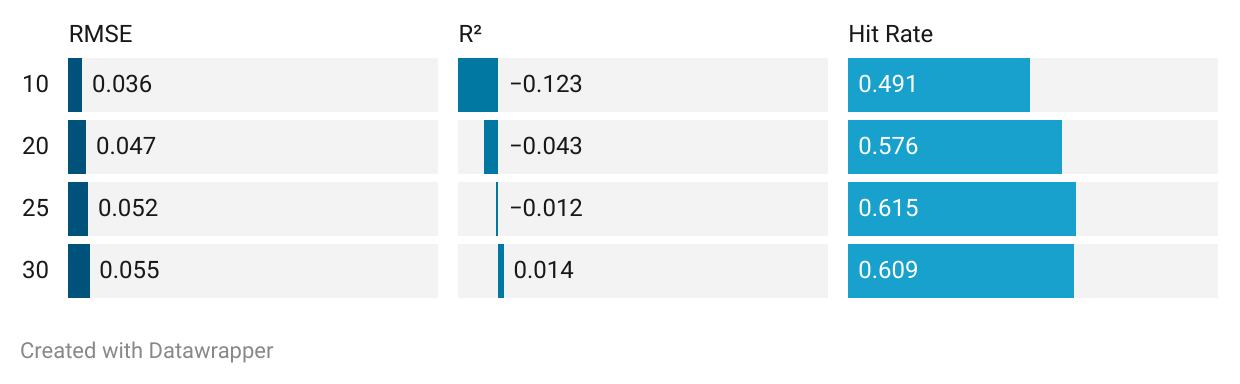 RMSE R² Hit Rate
10 0.036 −0.123 0.491
20 0.047 −0.043 0.576
25 0.052 −0.012 0.615
30 0.055 0.014 0.609
Created with Datawrapper